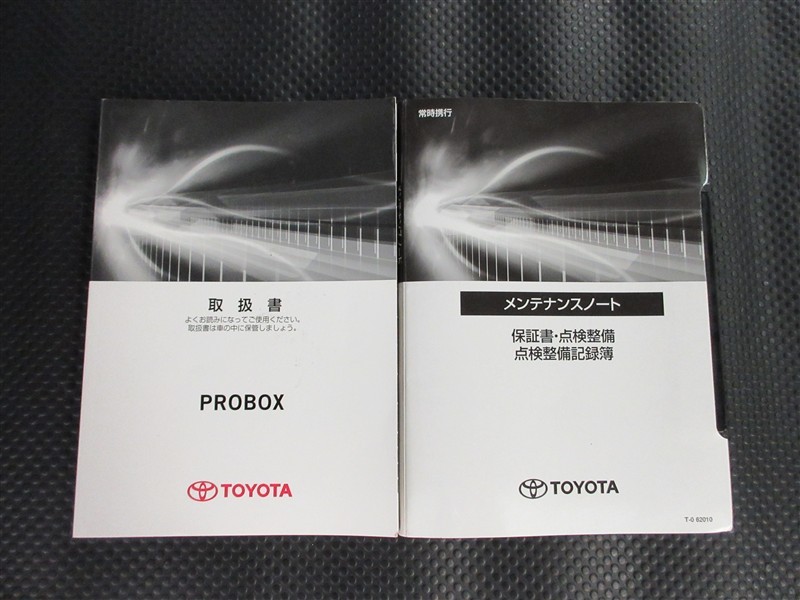 取扱書
よくお読みになってご使用ください。
取扱書は車の中に保管しましょう。
PROBOX
TOYOTA
常時携行
メンテナンスノート
保証書・点検整備
点検整備記録簿
TOYOTA
T-0 62010